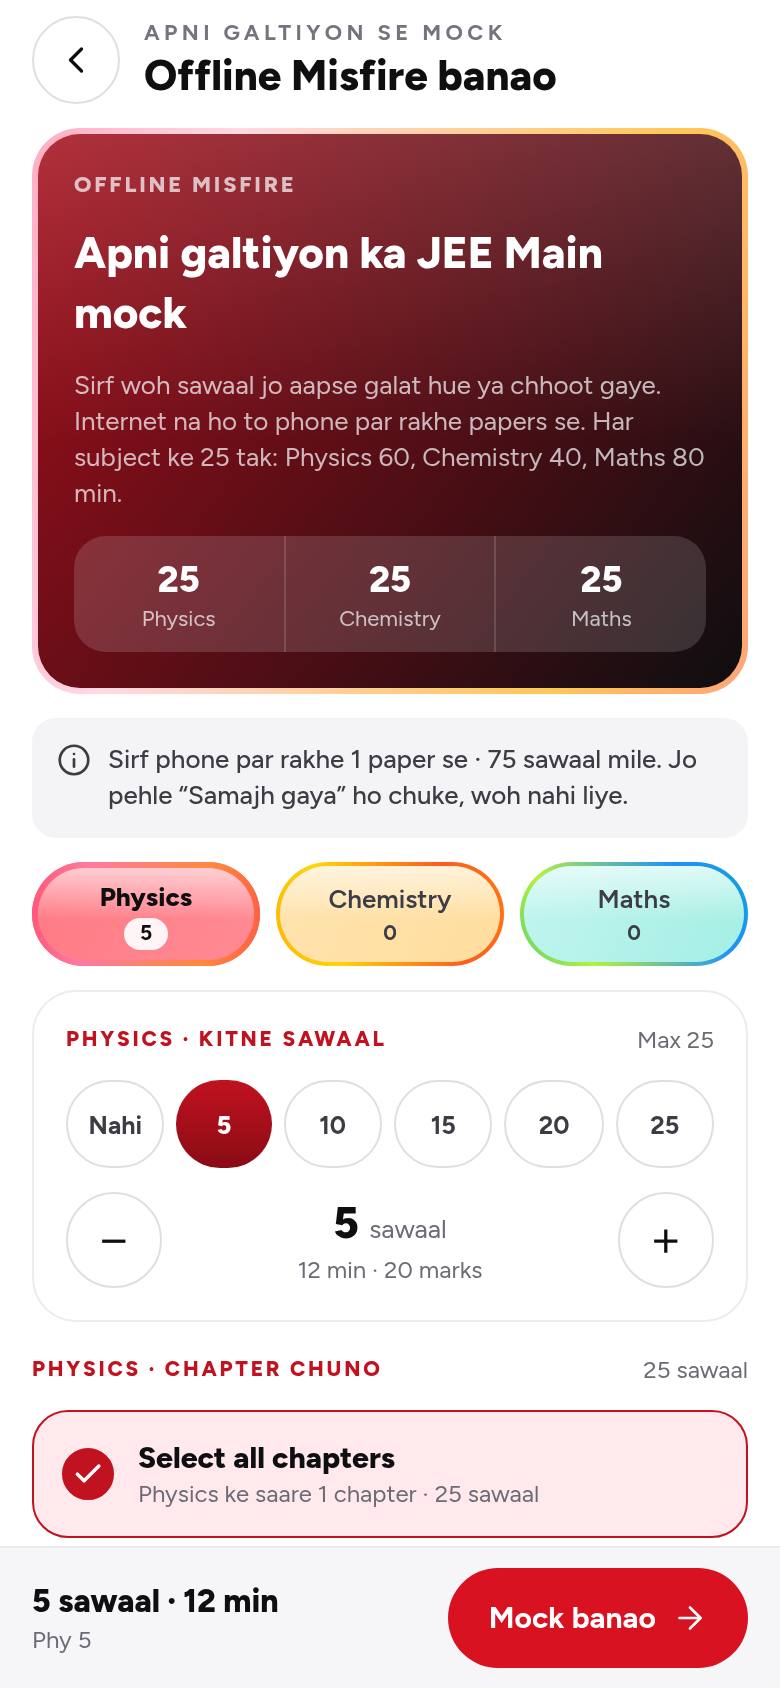 APNI GALTIYON SE MOCK
Offline Misfire banao
OFFLINE MISFIRE
Apni galtiyon ka JEE Main
mock
Sirf woh sawaal jo aapse galat hue ya chhoot gaye.
Internet na ho to phone par rakhe papers se. Har
subject ke 25 tak: Physics 60, Chemistry 40, Maths 80
min.
25 25 25
Physics Chemistry Maths
Sirf phone par rakhe 1 paper se · 75 sawaal mile. Jo
pehle “Samajh gaya” ho chuke, woh nahi liye.
Physics Chemistry Maths
5 0 0
PHYSICS · KITNE SAWAAL Max 25
Nahi 5 10 15 20 25
5 sawaal
12 min · 20 marks
PHYSICS · CHAPTER CHUNO 25 sawaal
Select all chapters
Physics ke saare 1 chapter · 25 sawaal
5 sawaal · 12 min
Phy 5
Mock banao